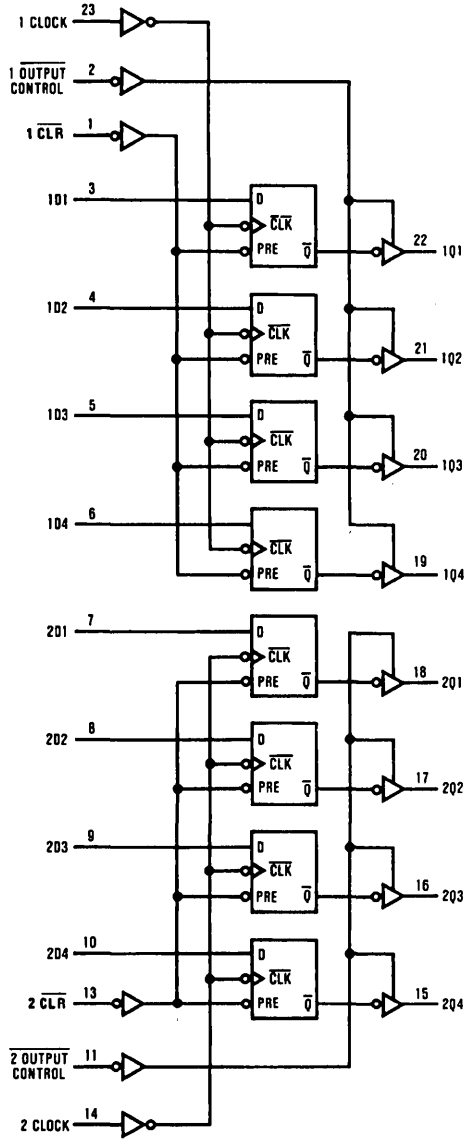 23
1 CLOCK
2
1 OUTPUT
CONTROL
1
1 CLR
3
1D1
D
CLK
PRE
Q
22
1Q1
4
1D2
D
CLK
PRE
Q
21
1Q2
5
1D3
D
CLK
PRE
Q
20
1Q3
6
1D4
D
CLK
PRE
Q
19
1Q4
7
2D1
D
CLK
PRE
Q
18
2Q1
8
2D2
D
CLK
PRE
Q
17
2Q2
9
2D3
D
CLK
PRE
Q
16
2Q3
10
2D4
D
CLK
PRE
Q
15
2Q4
13
2 CLR
11
2 OUTPUT
CONTROL
14
2 CLOCK